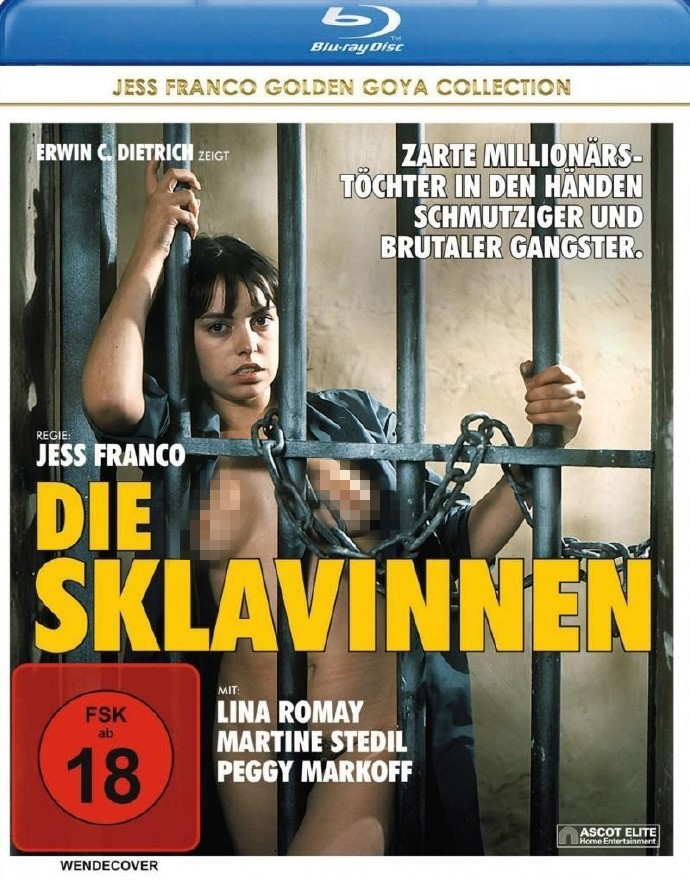 Blu-ray Disc™
JESS FRANCO GOLDEN GOYA COLLECTION
ERWIN C. DIETRICH ZEIGT
ZARTE MILLIONÄRS-
TÖCHTER IN DEN HÄNDEN
SCHMUTZIGER UND
BRUTALER GANGSTER.
REGIE:
JESS FRANCO
DIE
SKLAVINNEN
FSK
ab
18
MIT:
LINA ROMAY
MARTINE STEDIL
PEGGY MARKOFF
ASCOT ELITE
Home Entertainment
WENDECOVER